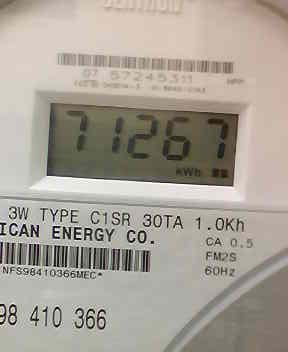 CENTRON
07 57245311
71267
kWh
3W TYPE C1SR 30TA 1.0Kh
ICAN ENERGY CO.
CA 0.5
FM2S
60Hz
NFS98410366MEC*
98 410 366